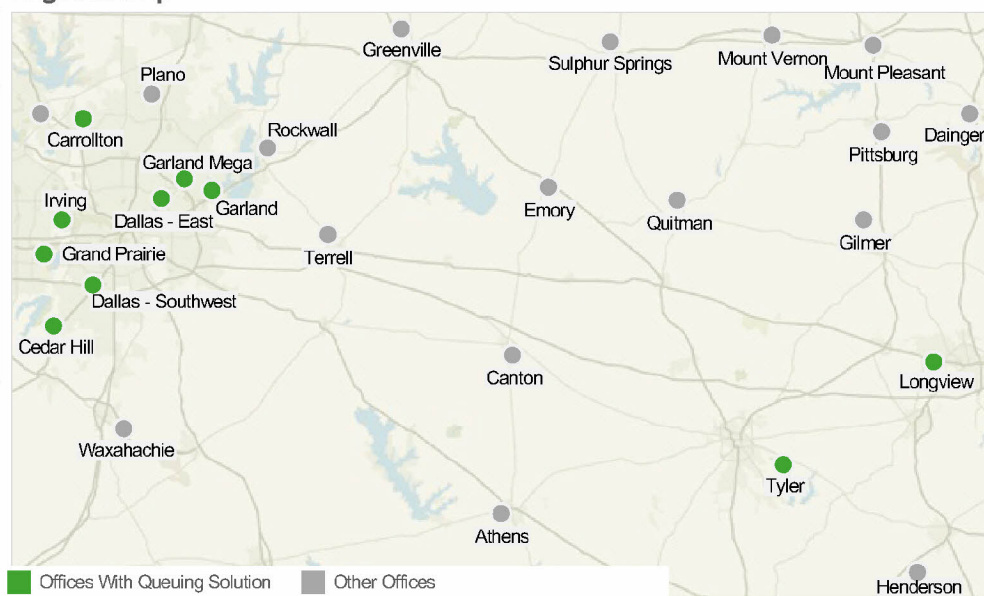 Greenville
Sulphur Springs
Mount Vernon
Mount Pleasant
Plano
Carrollton
Rockwall
Dainger
Pittsburg
Garland Mega
Irving
Garland
Dallas - East
Emory
Quitman
Gilmer
Grand Prairie
Terrell
Dallas - Southwest
Cedar Hill
Canton
Longview
Waxahachie
Tyler
Athens
Offices With Queuing Solution
Other Offices
Henderson